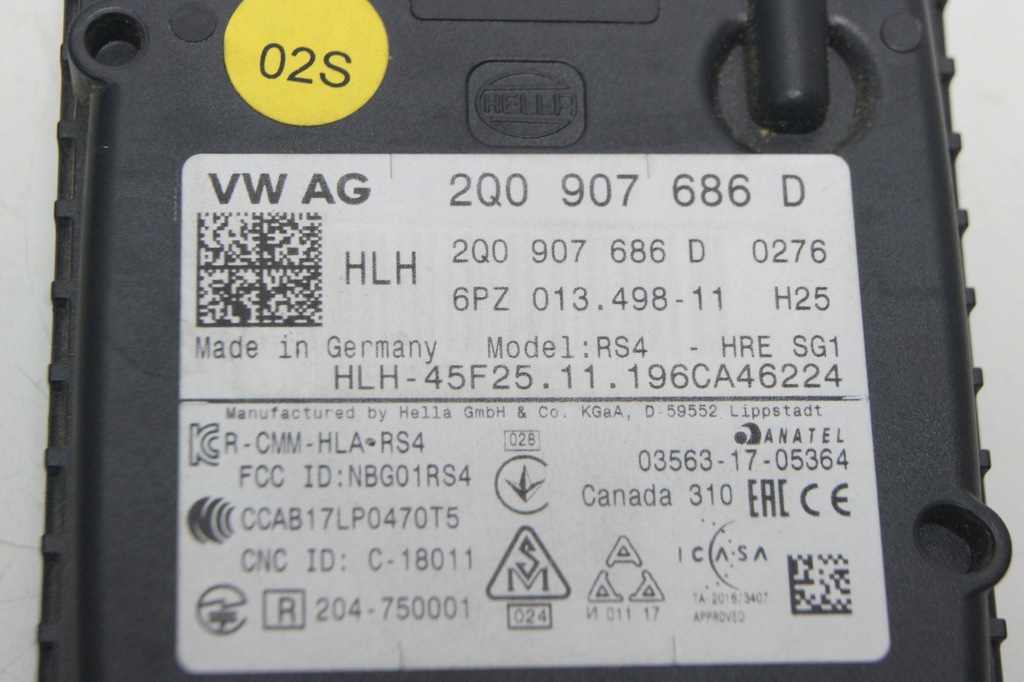 02S
HELLA
VW AG 2Q0 907 686 D
HLH 2Q0 907 686 D 0276
6PZ 013.498-11 H25
Made in Germany Model:RS4 - HRE SG1
HLH-45F25.11.196CA46224
Manufactured by Hella GmbH & Co. KGaA, D-59552 Lippstadt
R-CMM-HLA-RS4 028 ANATEL
FCC ID:NBG01RS4 03563-17-05364
Canada 310 EAC CE
CCAB17LP0470T5
CNC ID: C-18011 ICASA
R 204-750001 024 И 011 17 TA-2016/3407
APPROVED